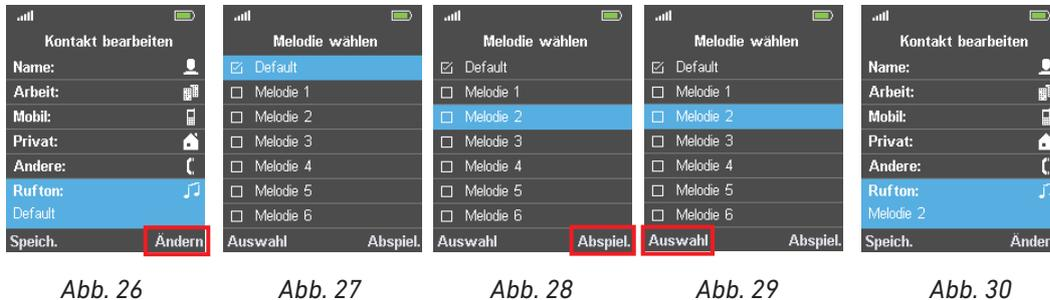 Kontakt bearbeiten
Name:
Arbeit:
Mobil:
Privat:
Andere:
Rufton:
Default
Speich. Ändern
Abb. 26
Melodie wählen
Default
Melodie 1
Melodie 2
Melodie 3
Melodie 4
Melodie 5
Melodie 6
Auswahl Abspiel.
Abb. 27
Melodie wählen
Default
Melodie 1
Melodie 2
Melodie 3
Melodie 4
Melodie 5
Melodie 6
Auswahl Abspiel.
Abb. 28
Melodie wählen
Default
Melodie 1
Melodie 2
Melodie 3
Melodie 4
Melodie 5
Melodie 6
Auswahl Abspiel.
Abb. 29
Kontakt bearbeiten
Name:
Arbeit:
Mobil:
Privat:
Andere:
Rufton:
Melodie 2
Speich.
Abb. 30